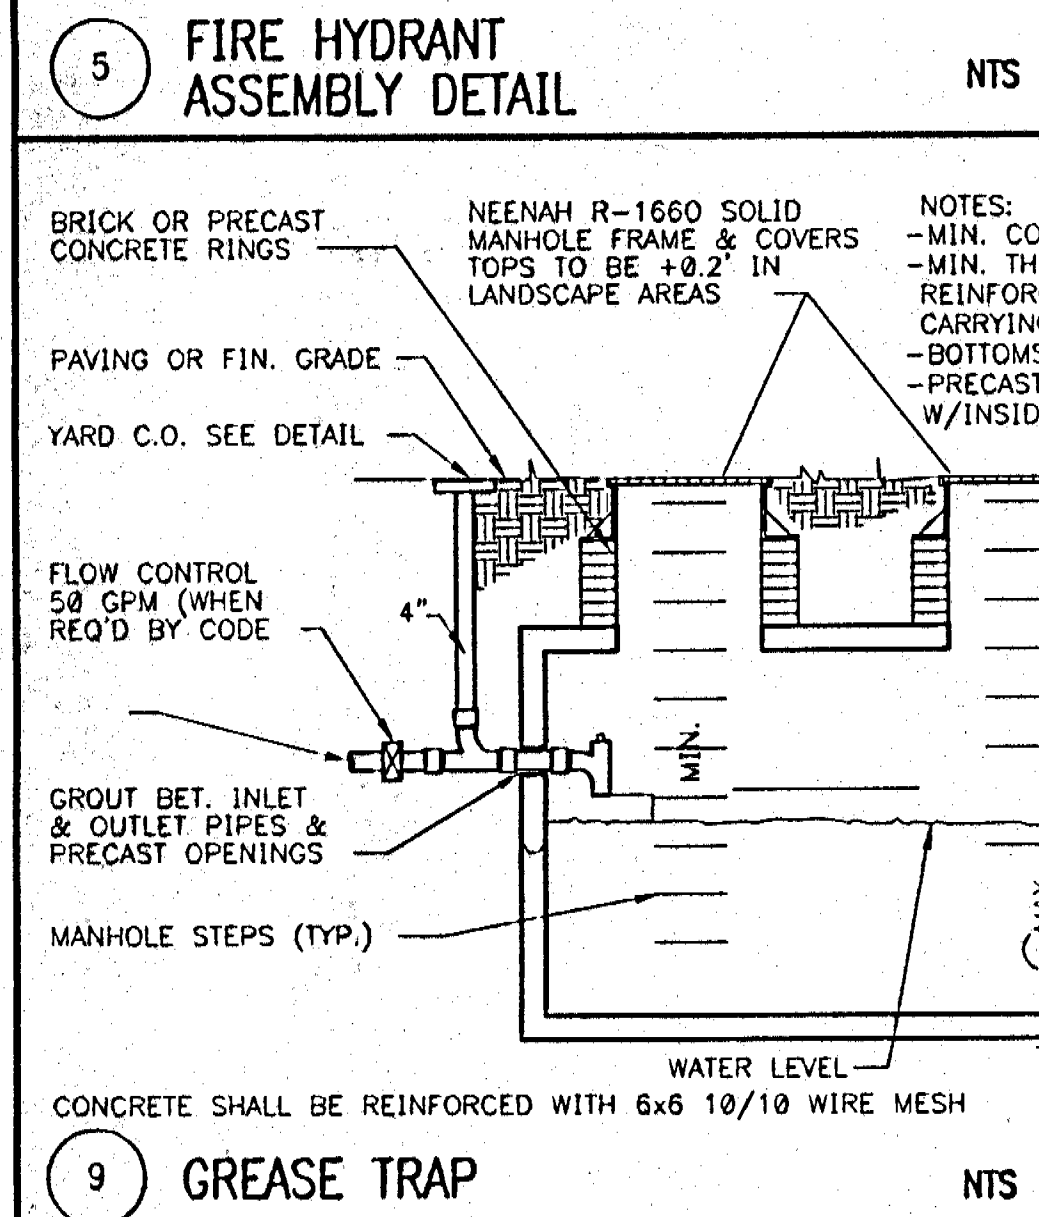 5
FIRE HYDRANT
ASSEMBLY DETAIL
NTS
BRICK OR PRECAST
CONCRETE RINGS
NEENAH R-1660 SOLID
MANHOLE FRAME & COVERS
TOPS TO BE +0.2' IN
LANDSCAPE AREAS
NOTES:
-MIN.
-MIN.
-PRECAST
PAVING OR FIN. GRADE
YARD C.O. SEE DETAIL
FLOW CONTROL
50 GPM (WHEN
REQ'D BY CODE
4"
MIN.
GROUT BET. INLET
& OUTLET PIPES &
PRECAST OPENINGS
MANHOLE STEPS (TYP.)
WATER LEVEL
CONCRETE SHALL BE REINFORCED WITH 6x6 10/10 WIRE MESH
9
GREASE TRAP
NTS